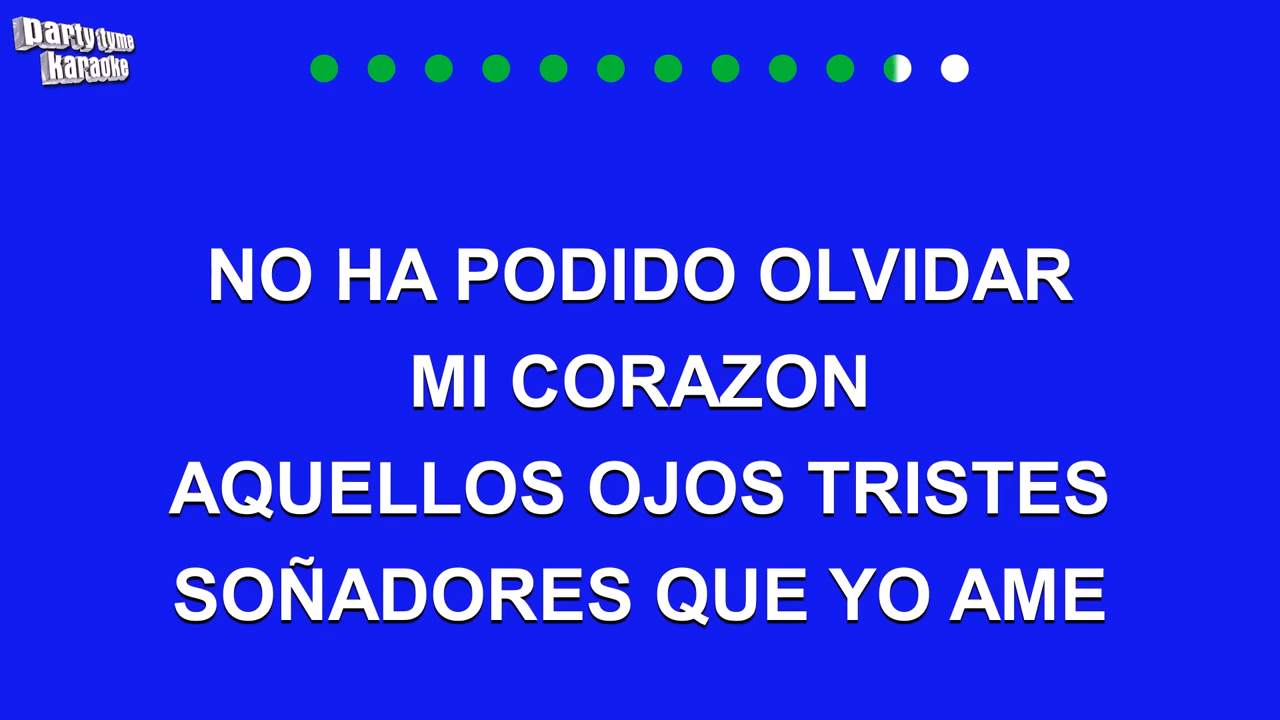 party tyme
karaoke
NO HA PODIDO OLVIDAR
MI CORAZON
AQUELLOS OJOS TRISTES
SOÑADORES QUE YO AME